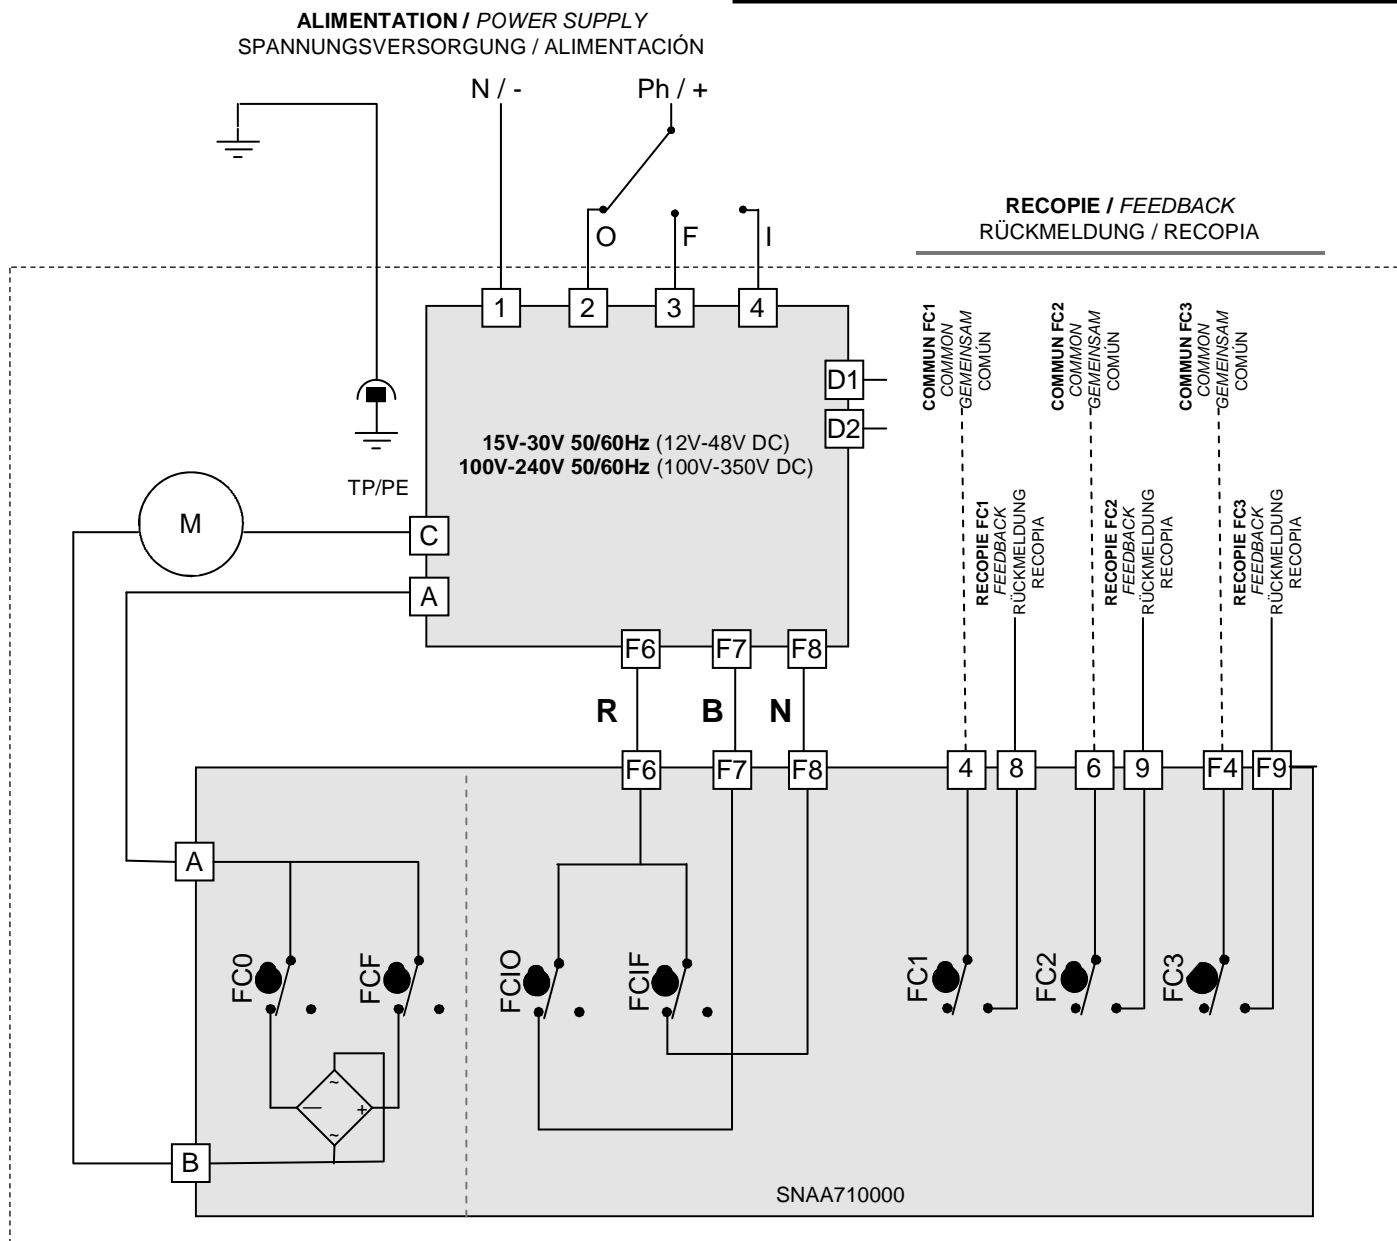 ALIMENTATION / POWER SUPPLY
SPANNUNGSVERSORGUNG / ALIMENTACIÓN
N / -
Ph / +
O
F
I
RECOPIE / FEEDBACK
RÜCKMELDUNG / RECOPIA
1
2
3
4
D1
D2
15V-30V 50/60Hz (12V-48V DC)
100V-240V 50/60Hz (100V-350V DC)
TP/PE
M
C
A
COMMUN FC1
COMMON
GEMEINSAM
COMÚN
COMMUN FC2
COMMON
GEMEINSAM
COMÚN
COMMUN FC3
COMMON
GEMEINSAM
COMÚN
RECOPIE FC1
FEEDBACK
RÜCKMELDUNG
RECOPIA
RECOPIE FC2
FEEDBACK
RÜCKMELDUNG
RECOPIA
RECOPIE FC3
FEEDBACK
RÜCKMELDUNG
RECOPIA
F6
F7
F8
R
B
N
F6
F7
F8
4
8
6
9
F4
F9
A
FC0
FCF
FCIO
FCIF
FC1
FC2
FC3
~
—
+
~
B
SNAA710000